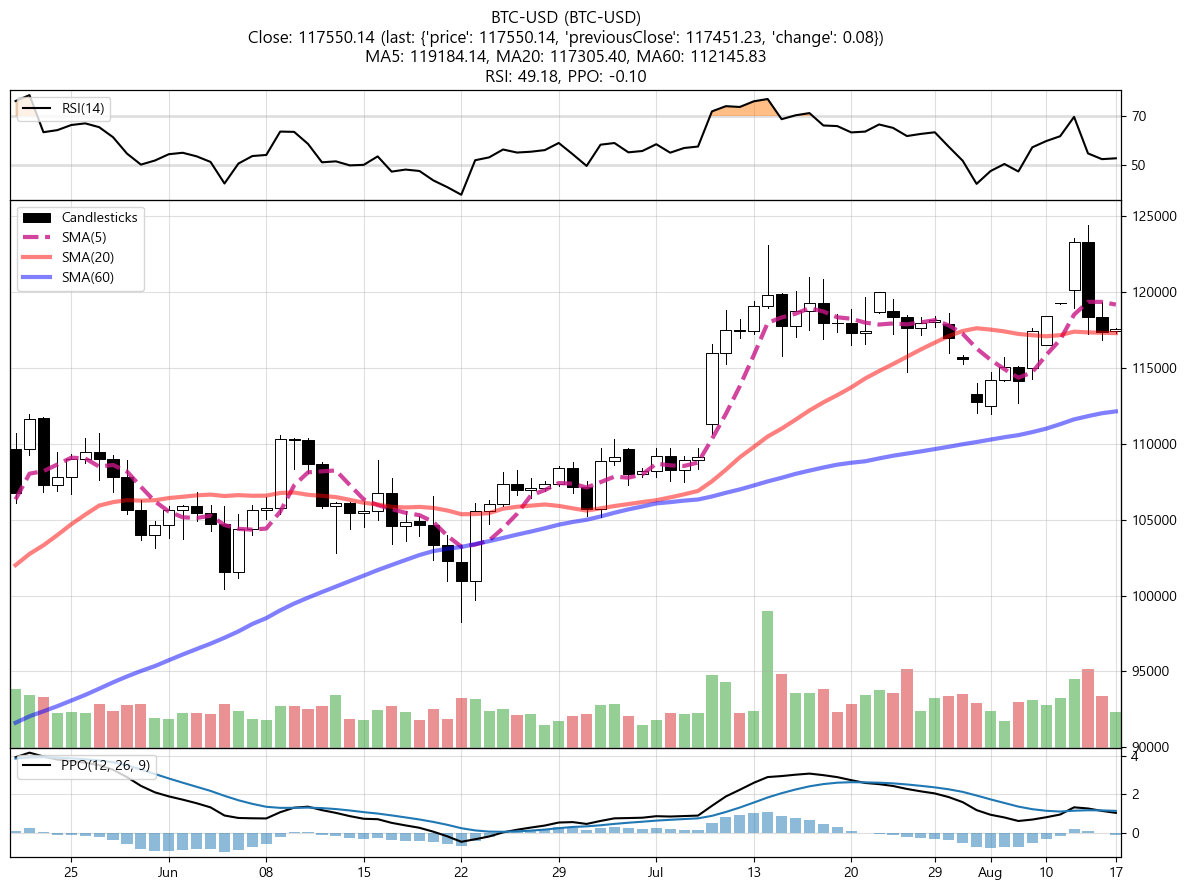 BTC-USD (BTC-USD)
Close: 117550.14 (last: {'price': 117550.14, 'previousClose': 117451.23, 'change': 0.08})
MA5: 119184.14, MA20: 117305.40, MA60: 112145.83
RSI: 49.18, PPO: -0.10
RSI(14)
70
50
Candlesticks
SMA(5)
SMA(20)
SMA(60)
125000
120000
115000
110000
105000
100000
95000
90000
PPO(12, 26, 9)
4
2
0
25 Jun 08 15 22 29 Jul 13 20 29 Aug 10 17